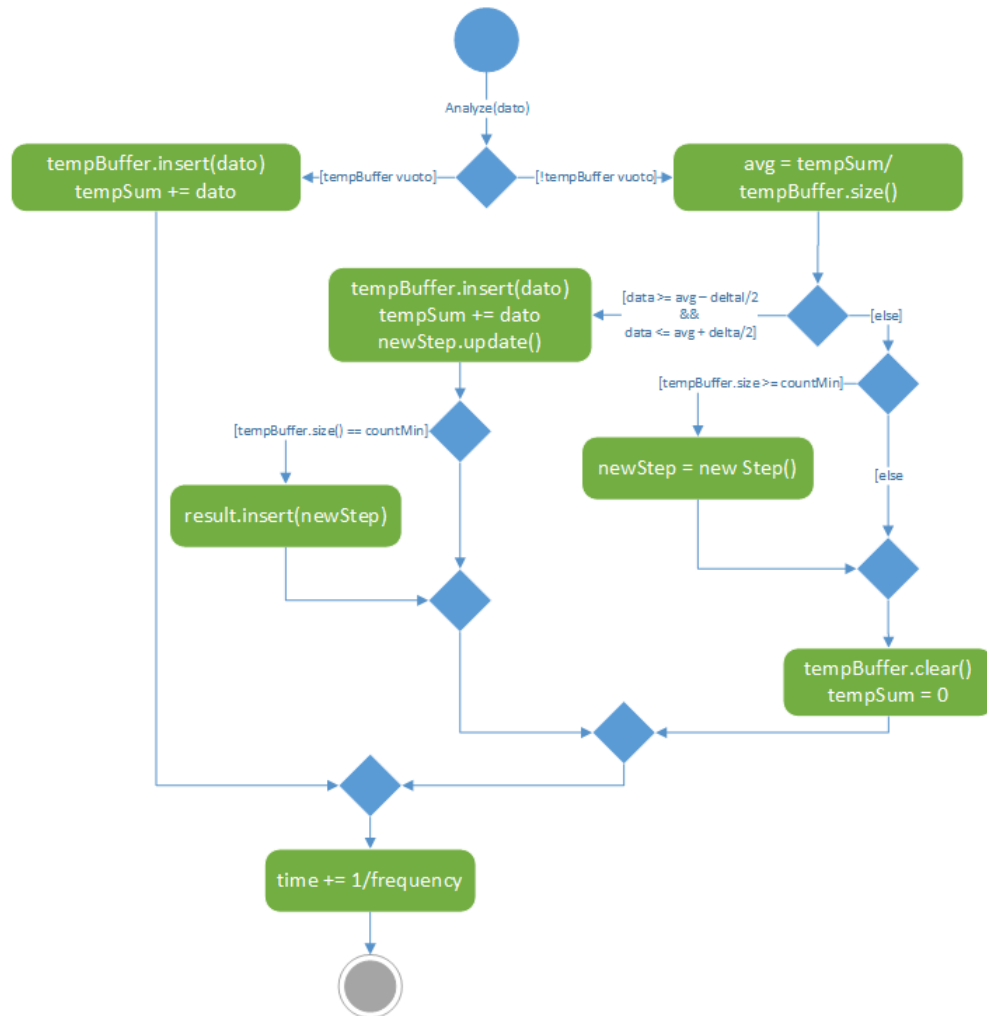 Analyze(dato)
tempBuffer.insert(dato)
tempSum += dato
[tempBuffer vuoto]
[!tempBuffer vuoto]
avg = tempSum/
tempBuffer.size()
tempBuffer.insert(dato)
tempSum += dato
newStep.update()
[data >= avg – deltal/2
&&
data <= avg + delta/2]
[else]
[tempBuffer.size >= countMin]
[tempBuffer.size() == countMin]
newStep = new Step()
[else
result.insert(newStep)
tempBuffer.clear()
tempSum = 0
time += 1/frequency